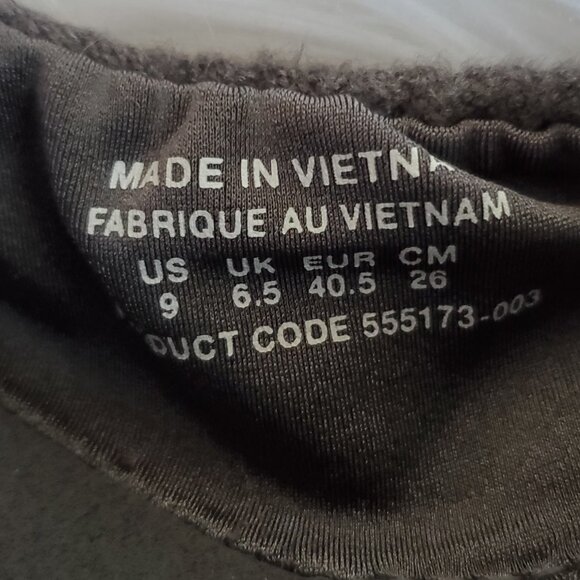 MADE IN VIETNA
FABRIQUE AU VIETNAM
US UK EUR CM
9 6.5 40.5 26
DUCT CODE 555173-003